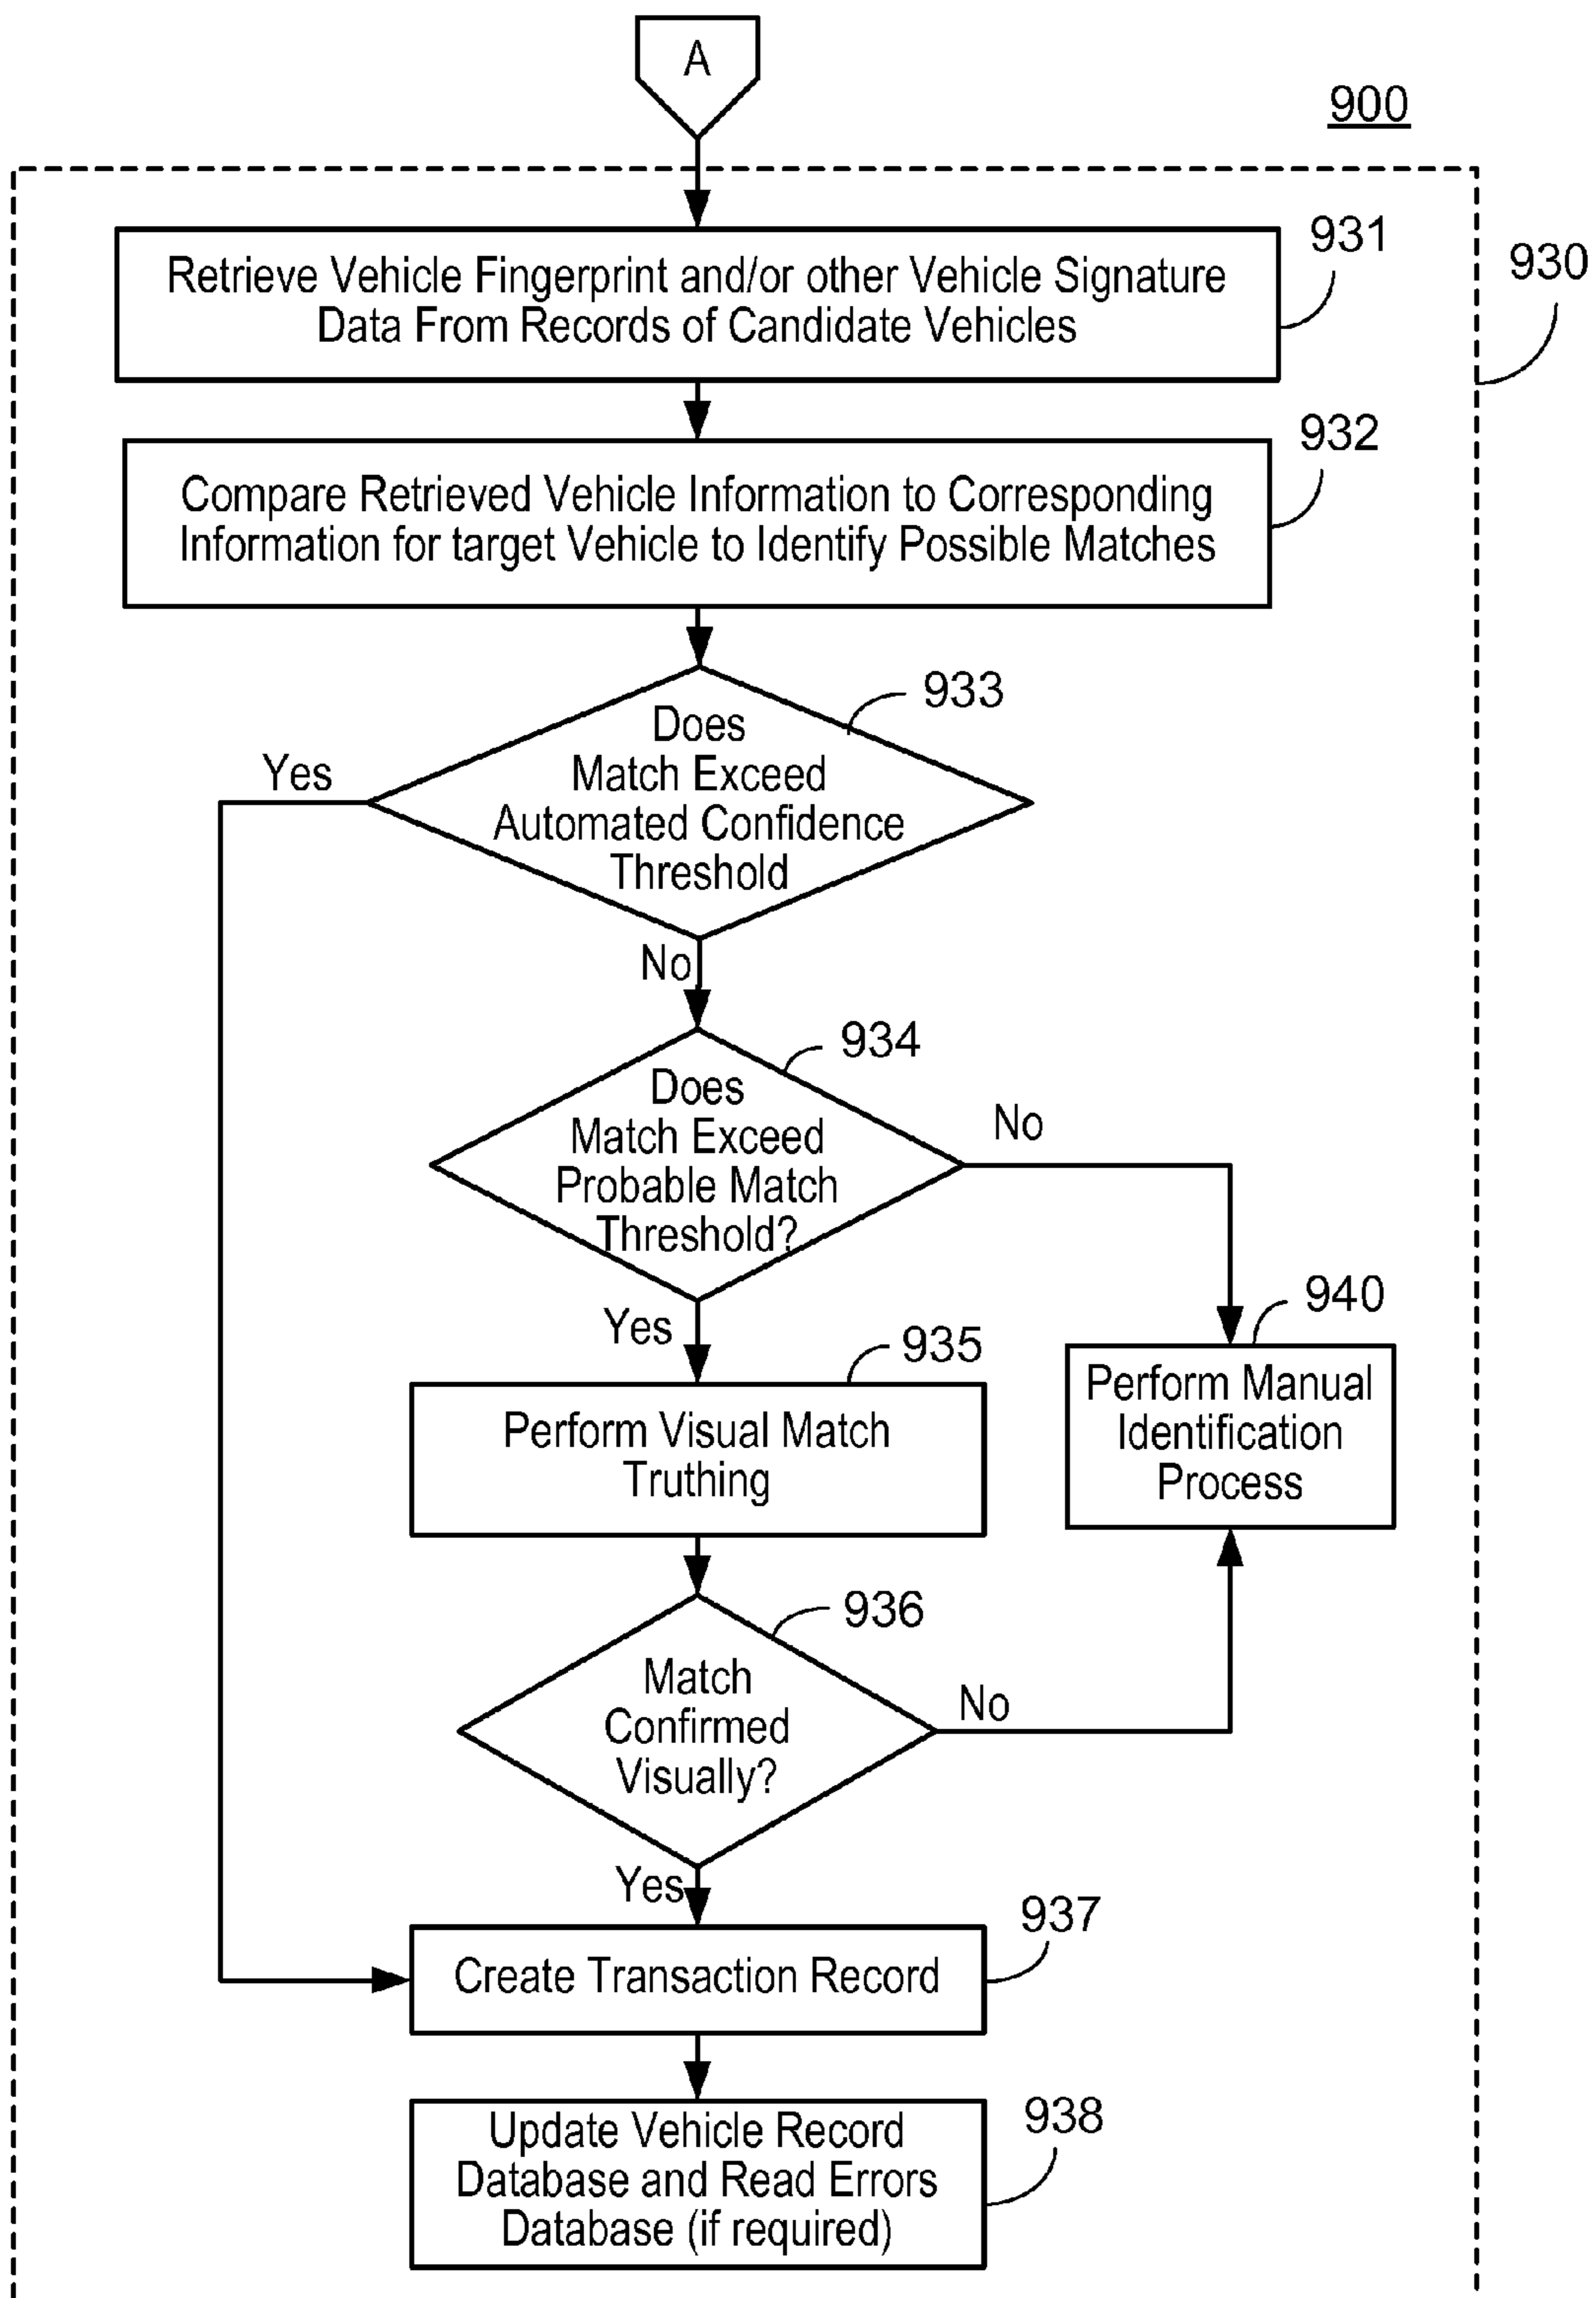 A
900
930
931
Retrieve Vehicle Fingerprint and/or other Vehicle Signature
Data From Records of Candidate Vehicles
932
Compare Retrieved Vehicle Information to Corresponding
Information for target Vehicle to Identify Possible Matches
933
Does
Match Exceed
Automated Confidence
Threshold
Yes
No
934
Does
Match Exceed
Probable Match
Threshold?
No
Yes
940
Perform Manual
Identification
Process
935
Perform Visual Match
Truthing
936
Match
Confirmed
Visually?
No
Yes
937
Create Transaction Record
938
Update Vehicle Record
Database and Read Errors
Database (if required)